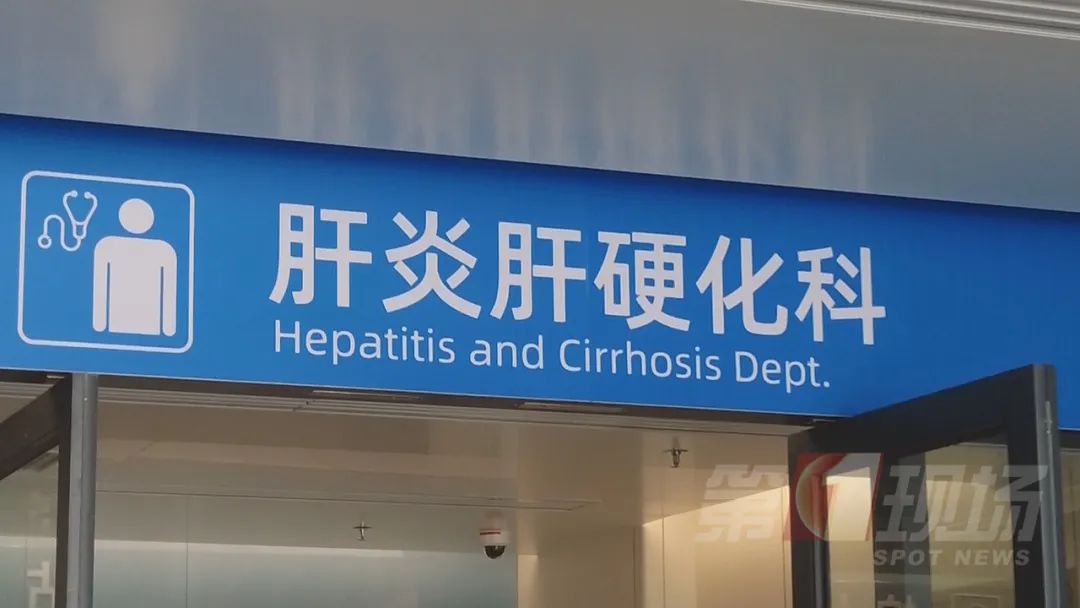 肝炎肝硬化科
Hepatitis and Cirrhosis Dept.
第1现场
SPOT NEWS